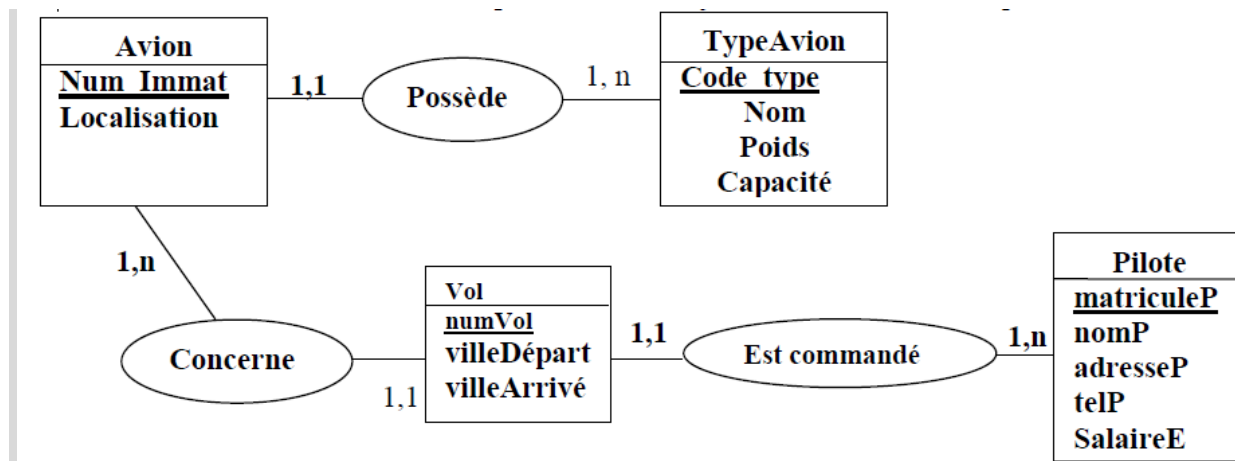 Avion
Num_Immat
Localisation
1,1
Possède
1, n
TypeAvion
Code_type
Nom
Poids
Capacité
1,n
Concerne
1,1
Vol
numVol
villeDépart
villeArrivé
1,1
Est commandé
1,n
Pilote
matriculeP
nomP
adresseP
telP
SalaireE